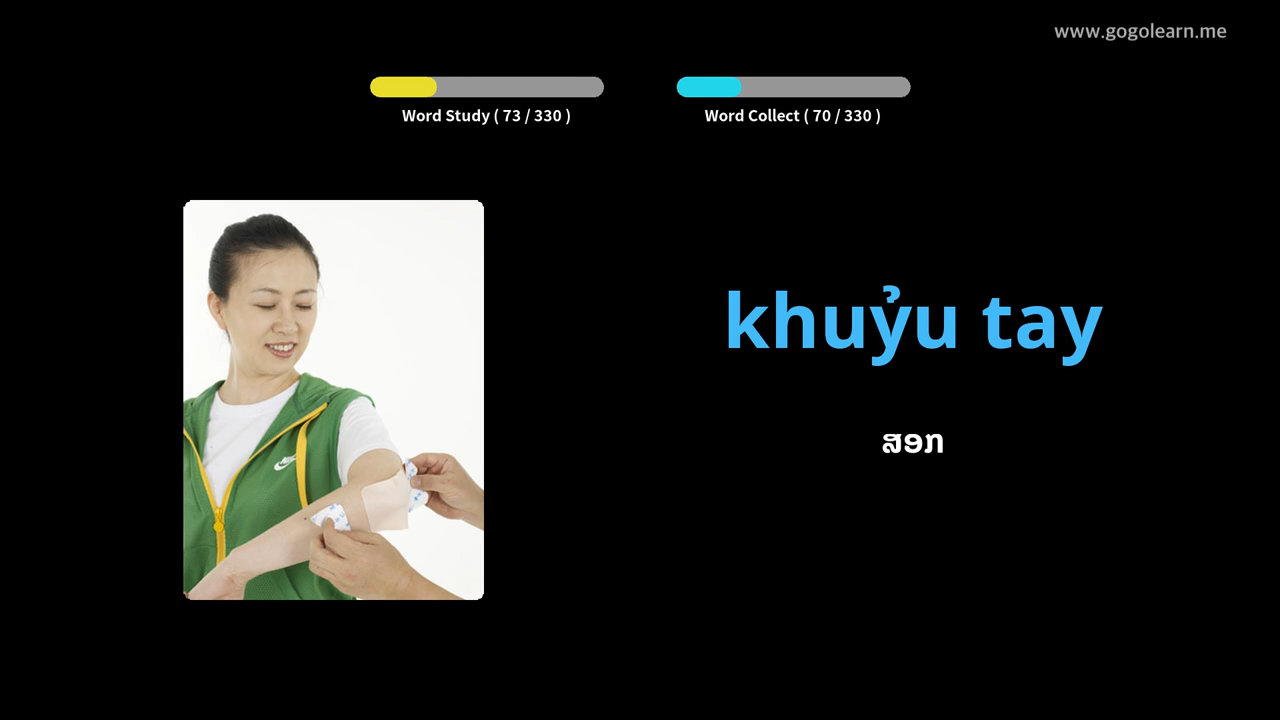 www.gogolearn.me
Word Study ( 73 / 330 )
Word Collect ( 70 / 330 )
khuỷu tay
ສອກ